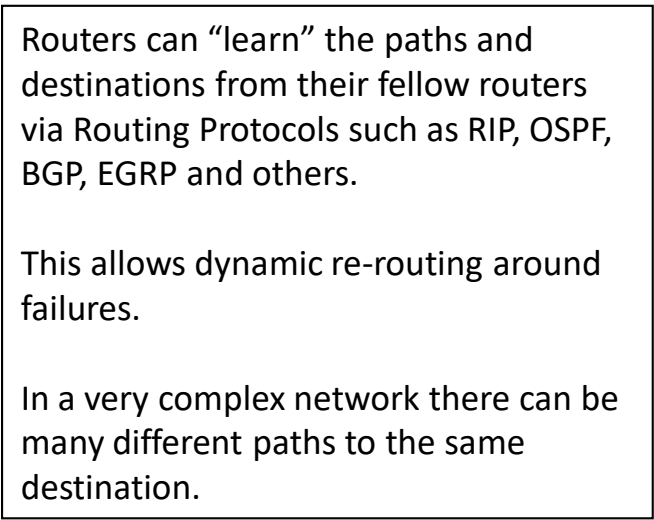 Routers can “learn” the paths and
destinations from their fellow routers
via Routing Protocols such as RIP, OSPF,
BGP, EGRP and others.
This allows dynamic re-routing around
failures.
In a very complex network there can be
many different paths to the same
destination.